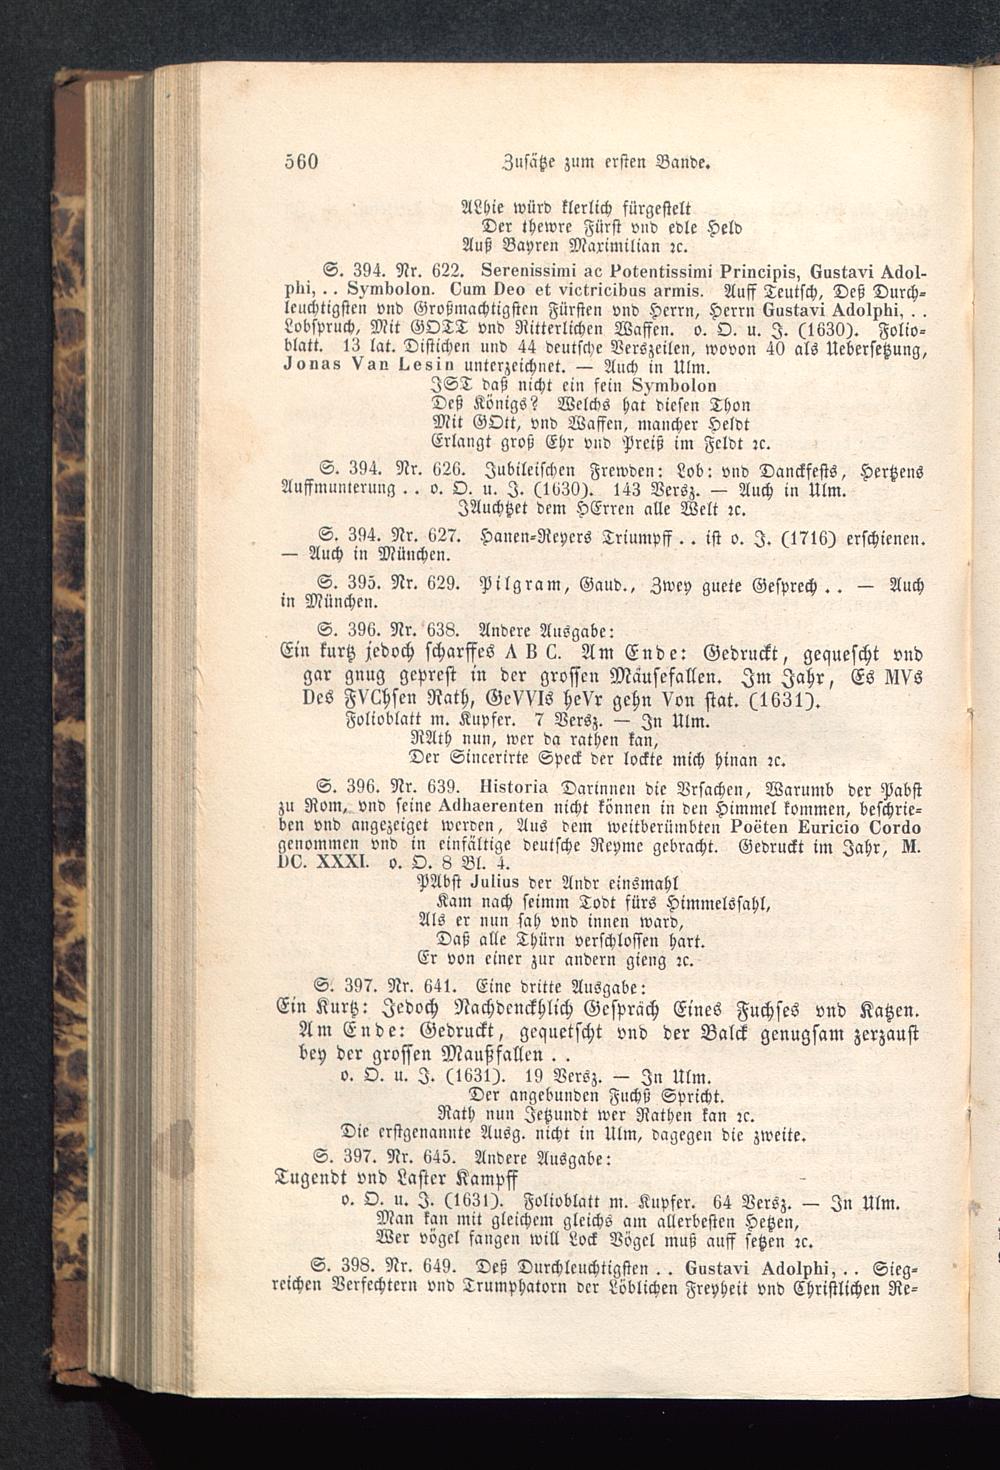 560 Zusätze zum ersten Bande.
ALhie würd klerlich fürgestelt
Der thewre Fürst vnd edle Held
Auß Bayren Maximilian ꝛc.
S. 394. Nr. 622. Serenissimi ac Potentissimi Principis, Gustavi Adol-
phi, . . Symbolon. Cum Deo et victricibus armis. Auff Teutsch, Deß Durch-
leuchtigsten vnd Großmachtigsten Fürsten vnd Herrn, Herrn Gustavi Adolphi, . .
Lobspruch, Mit GOTT vnd Ritterlichen Waffen. o. O. u. J. (1630). Folio-
blatt. 13 lat. Distichen und 44 deutsche Verszeilen, wovon 40 als Uebersetzung,
Jonas Van Lesin unterzeichnet. — Auch in Ulm.
JST daß nicht ein fein Symbolon
Deß Königs? Welchs hat diesen Thon
Mit GOtt, vnd Waffen, mancher Heldt
Erlangt groß Ehr vnd Preiß im Feldt ꝛc.
S. 394. Nr. 626. Jubileischen Frewden: Lob: vnd Danckfests, Hertzens
Auffmunterung . . o. O. u. J. (1630). 143 Versz. — Auch in Ulm.
JAuchtzet dem HErren alle Welt ꝛc.
S. 394. Nr. 627. Hanen-Reyers Triumpff . . ist o. J. (1716) erschienen.
— Auch in München.
S. 395. Nr. 629. Pilgram, Gaud., Zwey guete Gesprech . . — Auch
in München.
S. 396. Nr. 638. Andere Ausgabe:
Ein kurtz jedoch scharffes A B C. Am Ende: Gedruckt, gequescht vnd
gar gnug geprest in der grossen Mäusefallen. Im Jahr, Es MVs
Des FVChsen Rath, GeVVIs heVr gehn Von stat. (1631).
Folioblatt m. Kupfer. 7 Versz. — In Ulm.
RAth nun, wer da rathen kan,
Der Sincerirte Speck der lockte mich hinan ꝛc.
S. 396. Nr. 639. Historia Darinnen die Vrsachen, Warumb der Pabst
zu Rom, vnd seine Adhaerenten nicht können in den Himmel kommen, beschrie-
ben vnd angezeiget werden, Aus dem weitberümbten Poëten Euricio Cordo
genommen vnd in einfältige deutsche Reyme gebracht. Gedruckt im Jahr, M.
DC. XXXI. o. O. 8 Bl. 4.
PAbst Julius der Andr einsmahl
Kam nach seimm Todt fürs Himmelssahl,
Als er nun sah vnd innen ward,
Daß alle Thürn verschlossen hart.
Er von einer zur andern gieng ꝛc.
S. 397. Nr. 641. Eine dritte Ausgabe:
Ein Kurtz: Jedoch Nachdenckhlich Gespräch Eines Fuchses vnd Katzen.
Am Ende: Gedruckt, gequetscht vnd der Balck genugsam zerzaust
bey der grossen Maußfallen . .
o. O. u. J. (1631). 19 Versz. — In Ulm.
Der angebunden Fuchß Spricht.
Rath nun Jetzundt wer Rathen kan ꝛc.
Die erstgenannte Ausg. nicht in Ulm, dagegen die zweite.
S. 397. Nr. 645. Andere Ausgabe:
Tugendt vnd Laster Kampff
o. O. u. J. (1631). Folioblatt m. Kupfer. 64 Versz. — In Ulm.
Man kan mit gleichem gleichs am allerbesten Hetzen,
Wer vögel fangen will Lock Vögel muß auff setzen ꝛc.
S. 398. Nr. 649. Deß Durchleuchtigsten . . Gustavi Adolphi, . . Sieg-
reichen Verfechtern vnd Trumphatorn der Löblichen Freyheit vnd Christlichen Re-